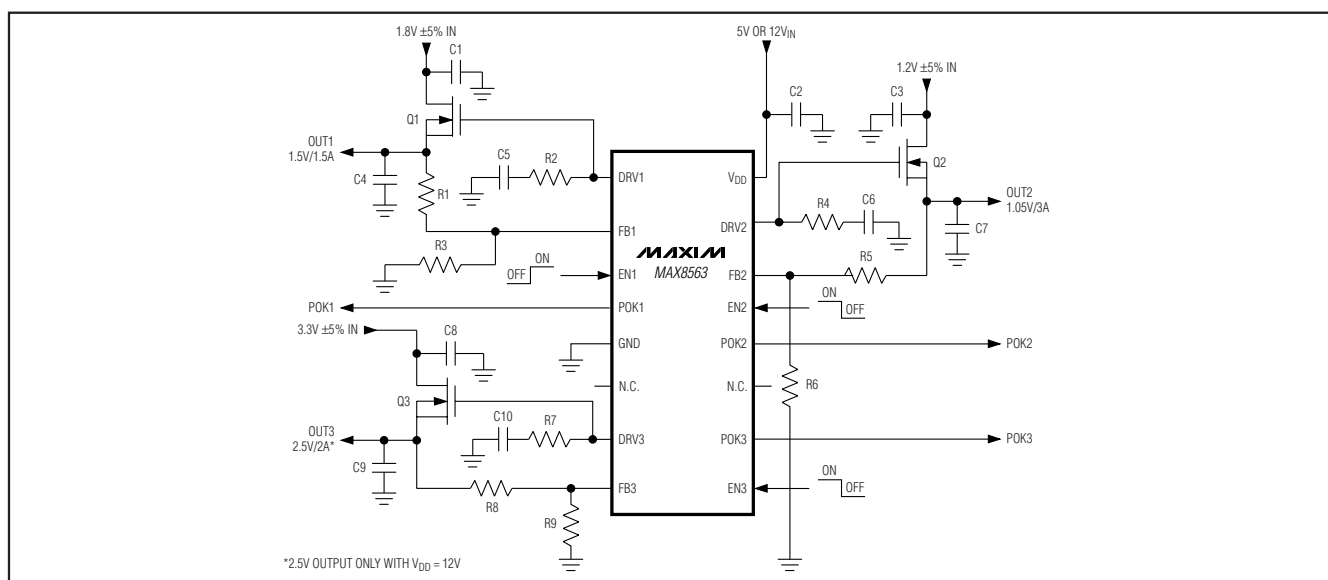 1.8V ±5% IN
C1
Q1
OUT1
1.5V/1.5A
C4
R1
C5
R2
R3
ON
OFF
POK1
3.3V ±5% IN
C8
Q3
OUT3
2.5V/2A*
C9
C10
R7
R8
R9
*2.5V OUTPUT ONLY WITH VDD = 12V
DRV1
FB1
EN1
POK1
GND
N.C.
DRV3
FB3
MAXIM
MAX8563
VDD
DRV2
FB2
EN2
POK2
N.C.
POK3
EN3
5V OR 12VIN
C2
C3
1.2V ±5% IN
Q2
OUT2
1.05V/3A
R4
C6
C7
R5
ON
OFF
POK2
R6
POK3
ON
OFF